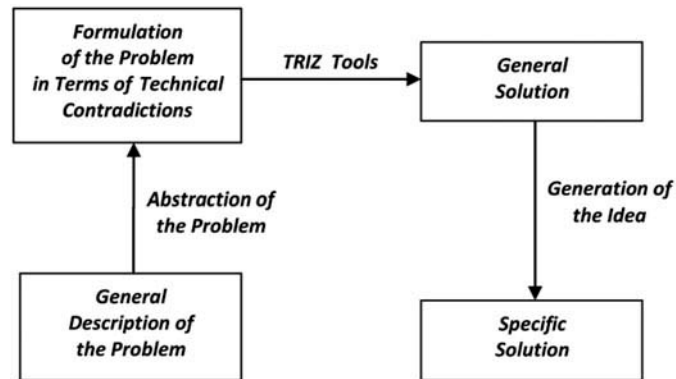 Formulation
of the Problem
in Terms of Technical
Contradictions
TRIZ Tools
General
Solution
Abstraction of
the Problem
Generation of
the Idea
General
Description of
the Problem
Specific
Solution